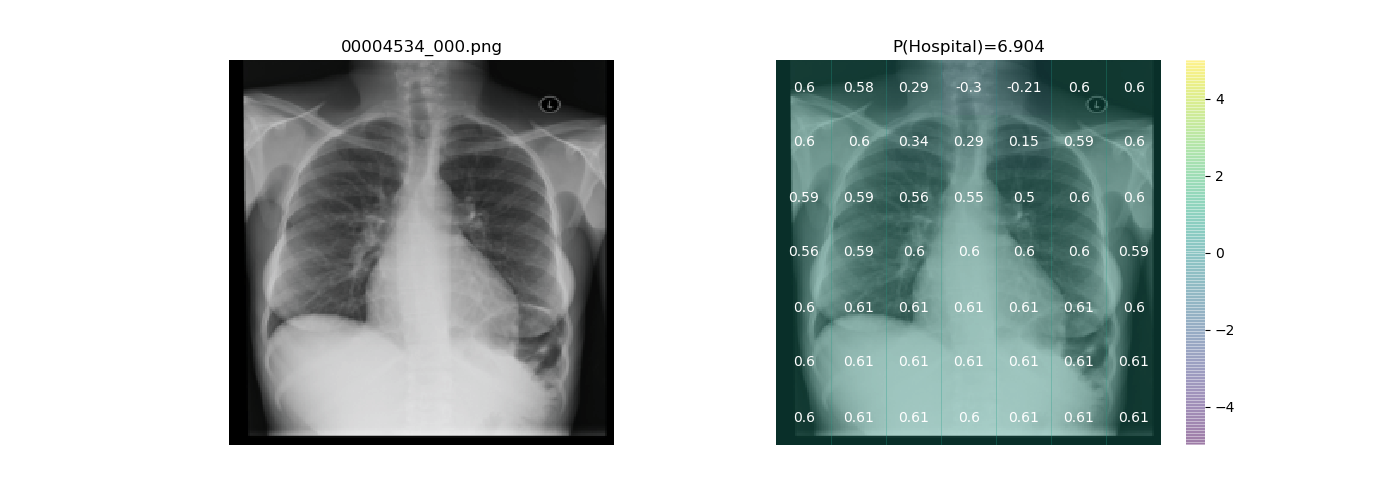 00004534_000.png
P(Hospital)=6.904
L
0.6 0.58 0.29 -0.3 -0.21 0.6 0.6
0.6 0.6 0.34 0.29 0.15 0.59 0.6
0.59 0.59 0.56 0.55 0.5 0.6 0.6
0.56 0.59 0.6 0.6 0.6 0.6 0.59
0.6 0.61 0.61 0.61 0.61 0.61 0.6
0.6 0.61 0.61 0.61 0.61 0.61 0.61
0.6 0.61 0.61 0.6 0.61 0.61 0.61
4
2
0
−2
−4